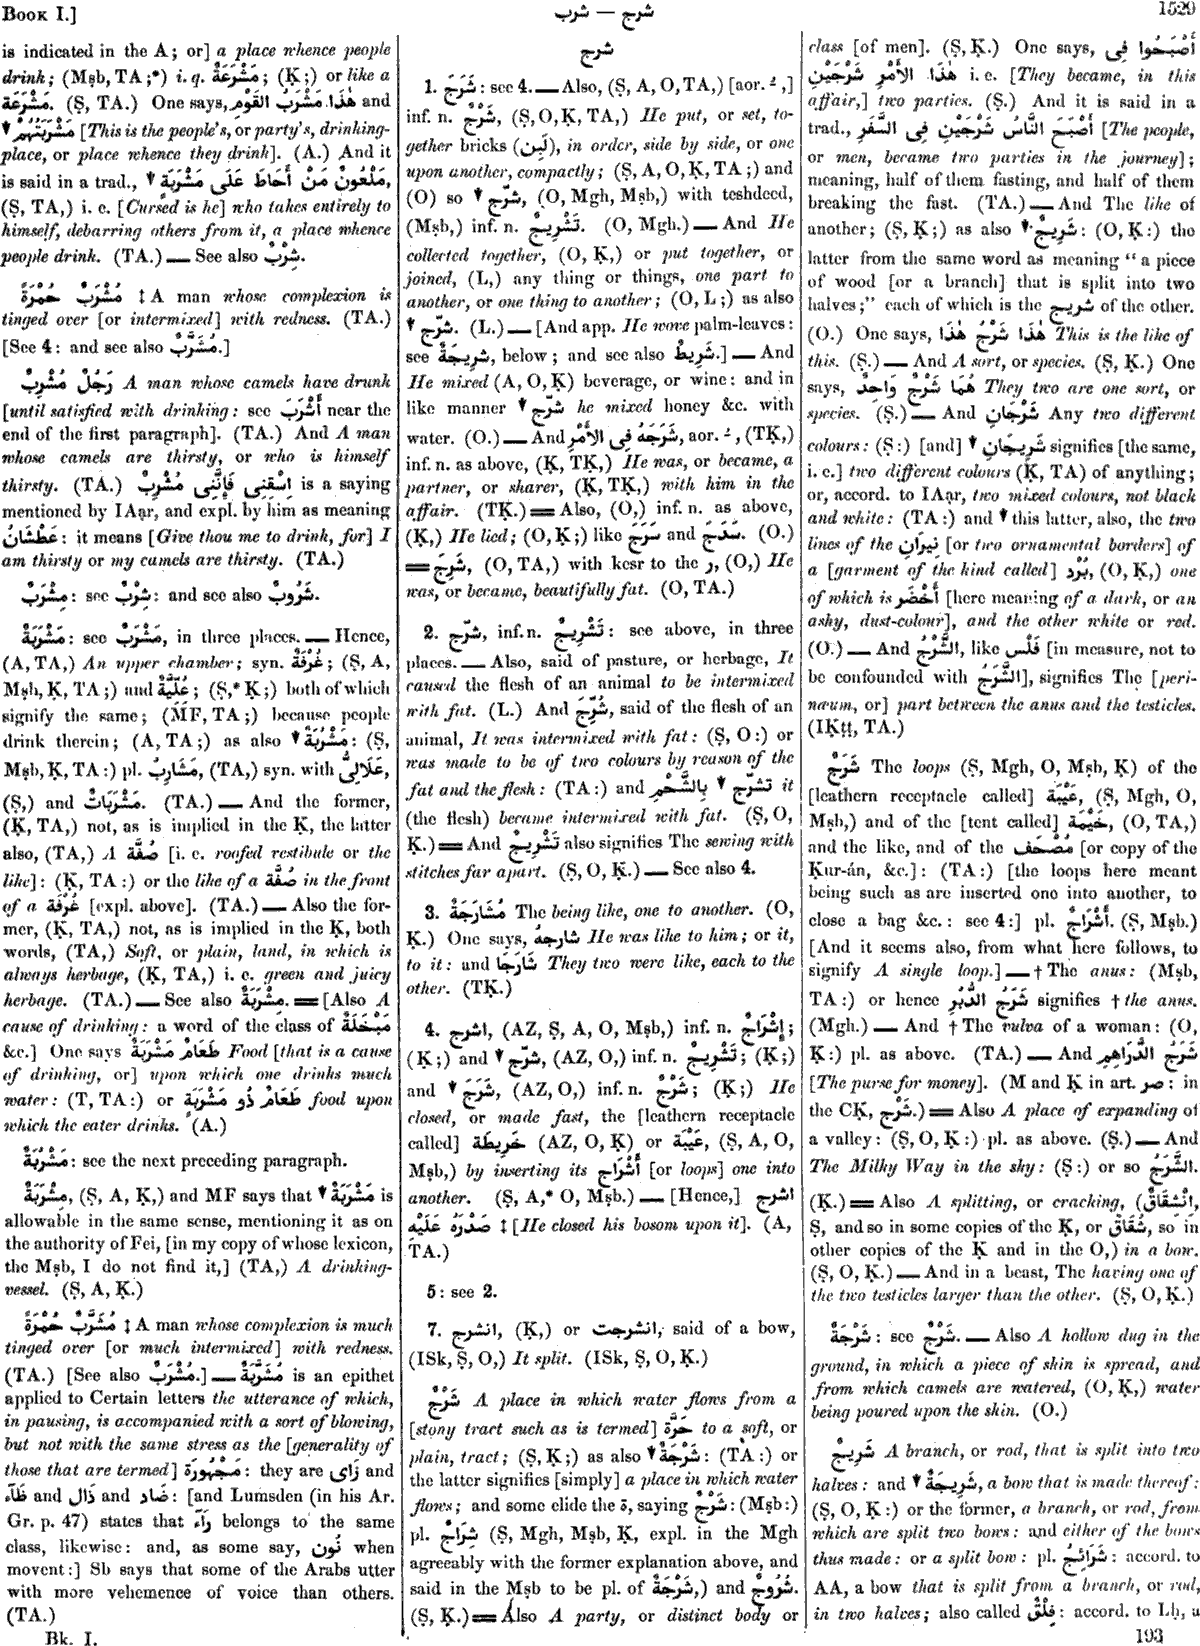 BOOK I.]
شرب — شرج
1529
is indicated in the A; or] a place whence people
drink; (Mṣb, TA;*) i. q. مَشْرَعَةٌ; (Ḳ;) or like a
مَشْرَعَة. (Ṣ, TA.) One says, هٰذَا مَشْرَبُ القَوْمِ and
▼ مَشْرَبَتُهُمْ [This is the people's, or party's, drinking-
place, or place whence they drink]. (A.) And it
is said in a trad., ▼ مَلْعُونٌ مَنْ أَحَاطَ عَلَى مَشْرَبَةٍ,
(Ṣ, TA,) i. e. [Cursed is he] who takes entirely to
himself, debarring others from it, a place whence
people drink. (TA.) — See also شِرْبٌ.
مُشْرَبٌ حُمْرَةً ‡ A man whose complexion is
tinged over [or intermixed] with redness. (TA.)
[See 4: and see also مُشَرَّبٌ.]
رَجُلٌ مُشْرِبٌ A man whose camels have drunk
[until satisfied with drinking: see أَشْرَبَ near the
end of the first paragraph]. (TA.) And A man
whose camels are thirsty, or who is himself
thirsty. (TA.) اِسْقِنِى فَإِنَّنِى مُشْرِبٌ is a saying
mentioned by IAạr, and expl. by him as meaning
عَطْشَانُ: it means [Give thou me to drink, for] I
am thirsty or my camels are thirsty. (TA.)
مِشْرَبٌ: see شِرْبٌ: and see also شَرُوبٌ.
مَشْرَبَةٌ: see مَشْرَبٌ, in three places. — Hence,
(A, TA,) An upper chamber; syn. غُرْفَةٌ; (Ṣ, A,
Mṣb, Ḳ, TA;) and عُلِّيَّةٌ; (Ṣ,* Ḳ;) both of which
signify the same; (MF, TA;) because people
drink therein; (A, TA;) as also ▼ مَشْرُبَةٌ: (Ṣ,
Mṣb, Ḳ, TA:) pl. مَشَارِبُ, (TA,) syn. with عَلَالِىُّ,
(Ṣ,) and مَشْرَبَاتٌ. (TA.) — And the former,
(Ḳ, TA,) not, as is implied in the Ḳ, the latter
also, (TA,) A صُفَّة [i. e. roofed vestibule or the
like]: (Ḳ, TA:) or the like of a صُفَّة in the front
of a غُرْفَة [expl. above]. (TA.) — Also the for-
mer, (Ḳ, TA,) not, as is implied in the Ḳ, both
words, (TA,) Soft, or plain, land, in which is
always herbage, (Ḳ, TA,) i. e. green and juicy
herbage. (TA.) — See also مِشْرَبَةٌ. = [Also A
cause of drinking: a word of the class of مَبْخَلَةٌ
&c.] One says طَعَامٌ مَشْرَبَةٌ Food [that is a cause
of drinking, or] upon which one drinks much
water: (T, TA:) or طَعَامٌ ذُو مَشْرَبَةٍ food upon
which the eater drinks. (A.)
مَشْرُبَةٌ: see the next preceding paragraph.
مِشْرَبَةٌ, (Ṣ, A, Ḳ,) and MF says that ▼ مَشْرَبَةٌ is
allowable in the same sense, mentioning it as on
the authority of Fei, [in my copy of whose lexicon,
the Mṣb, I do not find it,] (TA,) A drinking-
vessel. (Ṣ, A, Ḳ.)
مُشَرَّبٌ حُمْرَةً ‡ A man whose complexion is much
tinged over [or much intermixed] with redness.
(TA.) [See also مُشْرَبٌ.] — مُشَرَّبَةٌ is an epithet
applied to Certain letters the utterance of which,
in pausing, is accompanied with a sort of blowing,
but not with the same stress as the [generality of
those that are termed] مَجْهُورَة: they are زَاى and
ظَآء and ذَال and ضَاد: [and Lumsden (in his Ar.
Gr. p. 47) states that رَآء belongs to the same
class, likewise: and, as some say, نُون when
movent:] Sb says that some of the Arabs utter
with more vehemence of voice than others.
(TA.)
Bk. I.
شرج
1. شَرَجَ: see 4. — Also, (Ṣ, A, O, TA,) [aor. ـُ ,]
inf. n. شَرْجٌ, (Ṣ, O, Ḳ, TA,) He put, or set, to-
gether bricks (لَبِن), in order, side by side, or one
upon another, compactly; (Ṣ, A, O, Ḳ, TA;) and
(O) so ▼ شرّج, (O, Mgh, Mṣb,) with teshdeed,
(Mṣb,) inf. n. تَشْرِيجٌ. (O, Mgh.) — And He
collected together, (O, Ḳ,) or put together, or
joined, (L,) any thing or things, one part to
another, or one thing to another; (O, L;) as also
▼ شرّج. (L.) — [And app. He wove palm-leaves:
see شَرِيجَةٌ, below; and see also شَرِيطٌ.] — And
He mixed (A, O, Ḳ) beverage, or wine: and in
like manner ▼ شرّج he mixed honey &c. with
water. (O.) — And شَرَجَهُ فِى الأَمْرِ, aor. ـُ , (TḲ,)
inf. n. as above, (Ḳ, TḲ,) He was, or became, a
partner, or sharer, (Ḳ, TḲ,) with him in the
affair. (TḲ.) = Also, (O,) inf. n. as above,
(Ḳ,) He lied; (O, Ḳ;) like سَرَجَ and سَدَجَ. (O.)
= شَرِجَ, (O, TA,) with kesr to the ر, (O,) He
was, or became, beautifully fat. (O, TA.)
2. شرّج, inf. n. تَشْرِيجٌ: see above, in three
places. — Also, said of pasture, or herbage, It
caused the flesh of an animal to be intermixed
with fat. (L.) And شُرِّجَ, said of the flesh of an
animal, It was intermixed with fat: (Ṣ, O:) or
was made to be of two colours by reason of the
fat and the flesh: (TA:) and ▼ تشرّج بِالشَّحْمِ it
(the flesh) became intermixed with fat. (Ṣ, O,
Ḳ.) = And تَشْرِيجٌ also signifies The sewing with
stitches far apart. (Ṣ, O, Ḳ.) — See also 4.
3. مُشَارَجَةٌ The being like, one to another. (O,
Ḳ.) One says, شارجهُ He was like to him; or it,
to it: and شَارَجَا They two were like, each to the
other. (TḲ.)
4. اشرج, (AZ, Ṣ, A, O, Mṣb,) inf. n. إِشْرَاجٌ;
(Ḳ;) and ▼ شرّج, (AZ, O,) inf. n. تَشْرِيجٌ; (Ḳ;)
and ▼ شَرَجَ, (AZ, O,) inf. n. شَرْجٌ; (Ḳ;) He
closed, or made fast, the [leathern receptacle
called] خَرِيطَة (AZ, O, Ḳ) or عَيْبَة, (Ṣ, A, O,
Mṣb,) by inserting its أَشْرَاج [or loops] one into
another. (Ṣ, A,* O, Mṣb.) — [Hence,] اشرج
صَدْرَهُ عَلَيْهِ ‡ [He closed his bosom upon it]. (A,
TA.)
5: see 2.
7. انشرج, (Ḳ,) or انشرجت, said of a bow,
(ISk, Ṣ, O,) It split. (ISk, Ṣ, O, Ḳ.)
شَرْجٌ A place in which water flows from a
[stony tract such as is termed] حَرَّة to a soft, or
plain, tract; (Ṣ, Ḳ;) as also ▼ شَرْجَةٌ: (TA:) or
the latter signifies [simply] a place in which water
flows; and some elide the ة, saying شَرْجٌ: (Mṣb:)
pl. شِرَاجٌ (Ṣ, Mgh, Mṣb, Ḳ, expl. in the Mgh
agreeably with the former explanation above, and
said in the Mṣb to be pl. of شَرْجَةٌ,) and شُرُوجٌ.
(Ṣ, Ḳ.) = Also A party, or distinct body or
class [of men]. (Ṣ, Ḳ.) One says, أَصْبَحُوا فِى
هٰذَا الأَمْرِ شَرْجَيْنِ i. e. [They became, in this
affair,] two parties. (Ṣ.) And it is said in a
trad., أَصْبَحَ النَّاسُ شَرْجَيْنِ فِى السَّفَرِ [The people,
or men, became two parties in the journey];
meaning, half of them fasting, and half of them
breaking the fast. (TA.) — And The like of
another; (Ṣ, Ḳ;) as also ▼ شَرِيجٌ: (O, Ḳ:) the
latter from the same word as meaning "a piece
of wood [or a branch] that is split into two
halves;" each of which is the شريج of the other.
(O.) One says, هٰذَا شَرْجُ هٰذَا This is the like of
this. (Ṣ.) — And A sort, or species. (Ṣ, Ḳ.) One
says, هُمَا شَرْجٌ وَاحِدٌ They two are one sort, or
species. (Ṣ.) — And شَرْجَانِ Any two different
colours: (Ṣ:) [and] ▼ شَرِيجَانِ signifies [the same,
i. e.] two different colours (Ḳ, TA) of anything;
or, accord. to IAạr, two mixed colours, not black
and white: (TA:) and ▼ this latter, also, the two
lines of the نِيرَانِ [or two ornamental borders] of
a [garment of the kind called] بُرْد, (O, Ḳ,) one
of which is أَخْضَر [here meaning of a dark, or an
ashy, dust-colour], and the other white or red.
(O.) — And الشَّرْجُ, like فَلْس [in measure, not to
be confounded with الشَّرَجُ], signifies The [peri-
næum, or] part between the anus and the testicles.
(IḲṭṭ, TA.)
شَرَجٌ The loops (Ṣ, Mgh, O, Mṣb, Ḳ) of the
[leathern receptacle called] عَيْبَة, (Ṣ, Mgh, O,
Mṣb,) and of the [tent called] خَيْمَة, (O, TA,)
and the like, and of the مُصْحَف [or copy of the
Ḳur-án, &c.]: (TA:) [the loops here meant
being such as are inserted one into another, to
close a bag &c.: see 4:] pl. أَشْرَاجٌ. (Ṣ, Mṣb.)
[And it seems also, from what here follows, to
signify A single loop.] — † The anus: (Mṣb,
TA:) or hence شَرَجُ الدُّبُرِ signifies † the anus.
(Mgh.) — And † The vulva of a woman: (O,
Ḳ:) pl. as above. (TA.) — And شَرَجُ الدَّرَاهِمِ
[The purse for money]. (M and Ḳ in art. صر: in
the CḲ, شَرْج.) = Also A place of expanding of
a valley: (Ṣ, O, Ḳ:) pl. as above. (Ṣ.) — And
The Milky Way in the sky: (Ṣ:) or so الشَّرَجُ.
(Ḳ.) = Also A splitting, or cracking, (اِنْشِقَاقٌ,
Ṣ, and so in some copies of the Ḳ, or شُقَاقٌ, so in
other copies of the Ḳ and in the O,) in a bow.
(Ṣ, O, Ḳ.) — And in a beast, The having one of
the two testicles larger than the other. (Ṣ, O, Ḳ.)
شَرْجَةٌ: see شَرْجٌ. — Also A hollow dug in the
ground, in which a piece of skin is spread, and
from which camels are watered, (O, Ḳ,) water
being poured upon the skin. (O.)
شَرِيجٌ A branch, or rod, that is split into two
halves: and ▼ شَرِيجَةٌ, a bow that is made thereof:
(Ṣ, O, Ḳ:) or the former, a branch, or rod, from
which are split two bows: and either of the bows
thus made: or a split bow: pl. شَرَائِجُ: accord. to
AA, a bow that is split from a branch, or rod,
in two halves; also called فِلْقٌ: accord. to Lḥ, a
193